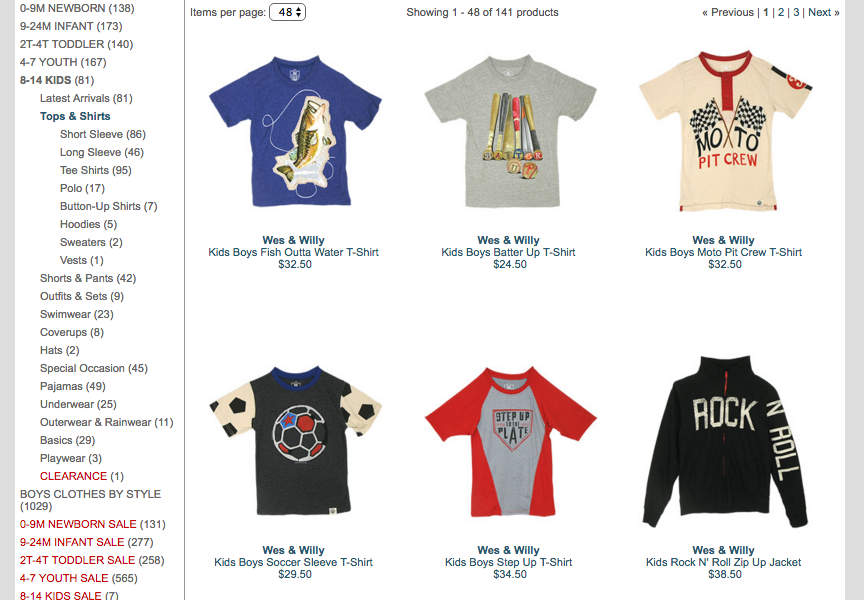 0-9M NEWBORN (138)
9-24M INFANT (173)
2T-4T TODDLER (140)
4-7 YOUTH (167)
8-14 KIDS (81)
Latest Arrivals (81)
Tops & Shirts
Short Sleeve (86)
Long Sleeve (46)
Tee Shirts (95)
Polo (17)
Button-Up Shirts (7)
Hoodies (5)
Sweaters (2)
Vests (1)
Shorts & Pants (42)
Outfits & Sets (9)
Swimwear (23)
Coverups (8)
Hats (2)
Special Occasion (45)
Pajamas (49)
Underwear (25)
Outerwear & Rainwear (11)
Basics (29)
Playwear (3)
CLEARANCE (1)
BOYS CLOTHES BY STYLE
(1029)
0-9M NEWBORN SALE (131)
9-24M INFANT SALE (277)
2T-4T TODDLER SALE (258)
4-7 YOUTH SALE (565)
8-14 KIDS SALE (7)
Items per page: 48
Showing 1 - 48 of 141 products
« Previous | 1 | 2 | 3 | Next »
BATTER
UP
MOTO
PIT CREW
Wes & Willy
Kids Boys Fish Outta Water T-Shirt
$32.50
Wes & Willy
Kids Boys Batter Up T-Shirt
$24.50
Wes & Willy
Kids Boys Moto Pit Crew T-Shirt
$32.50
STEP UP
TO THE
PLATE
ROCK
N ROLL
Wes & Willy
Kids Boys Soccer Sleeve T-Shirt
$29.50
Wes & Willy
Kids Boys Step Up T-Shirt
$34.50
Wes & Willy
Kids Rock N' Roll Zip Up Jacket
$38.50